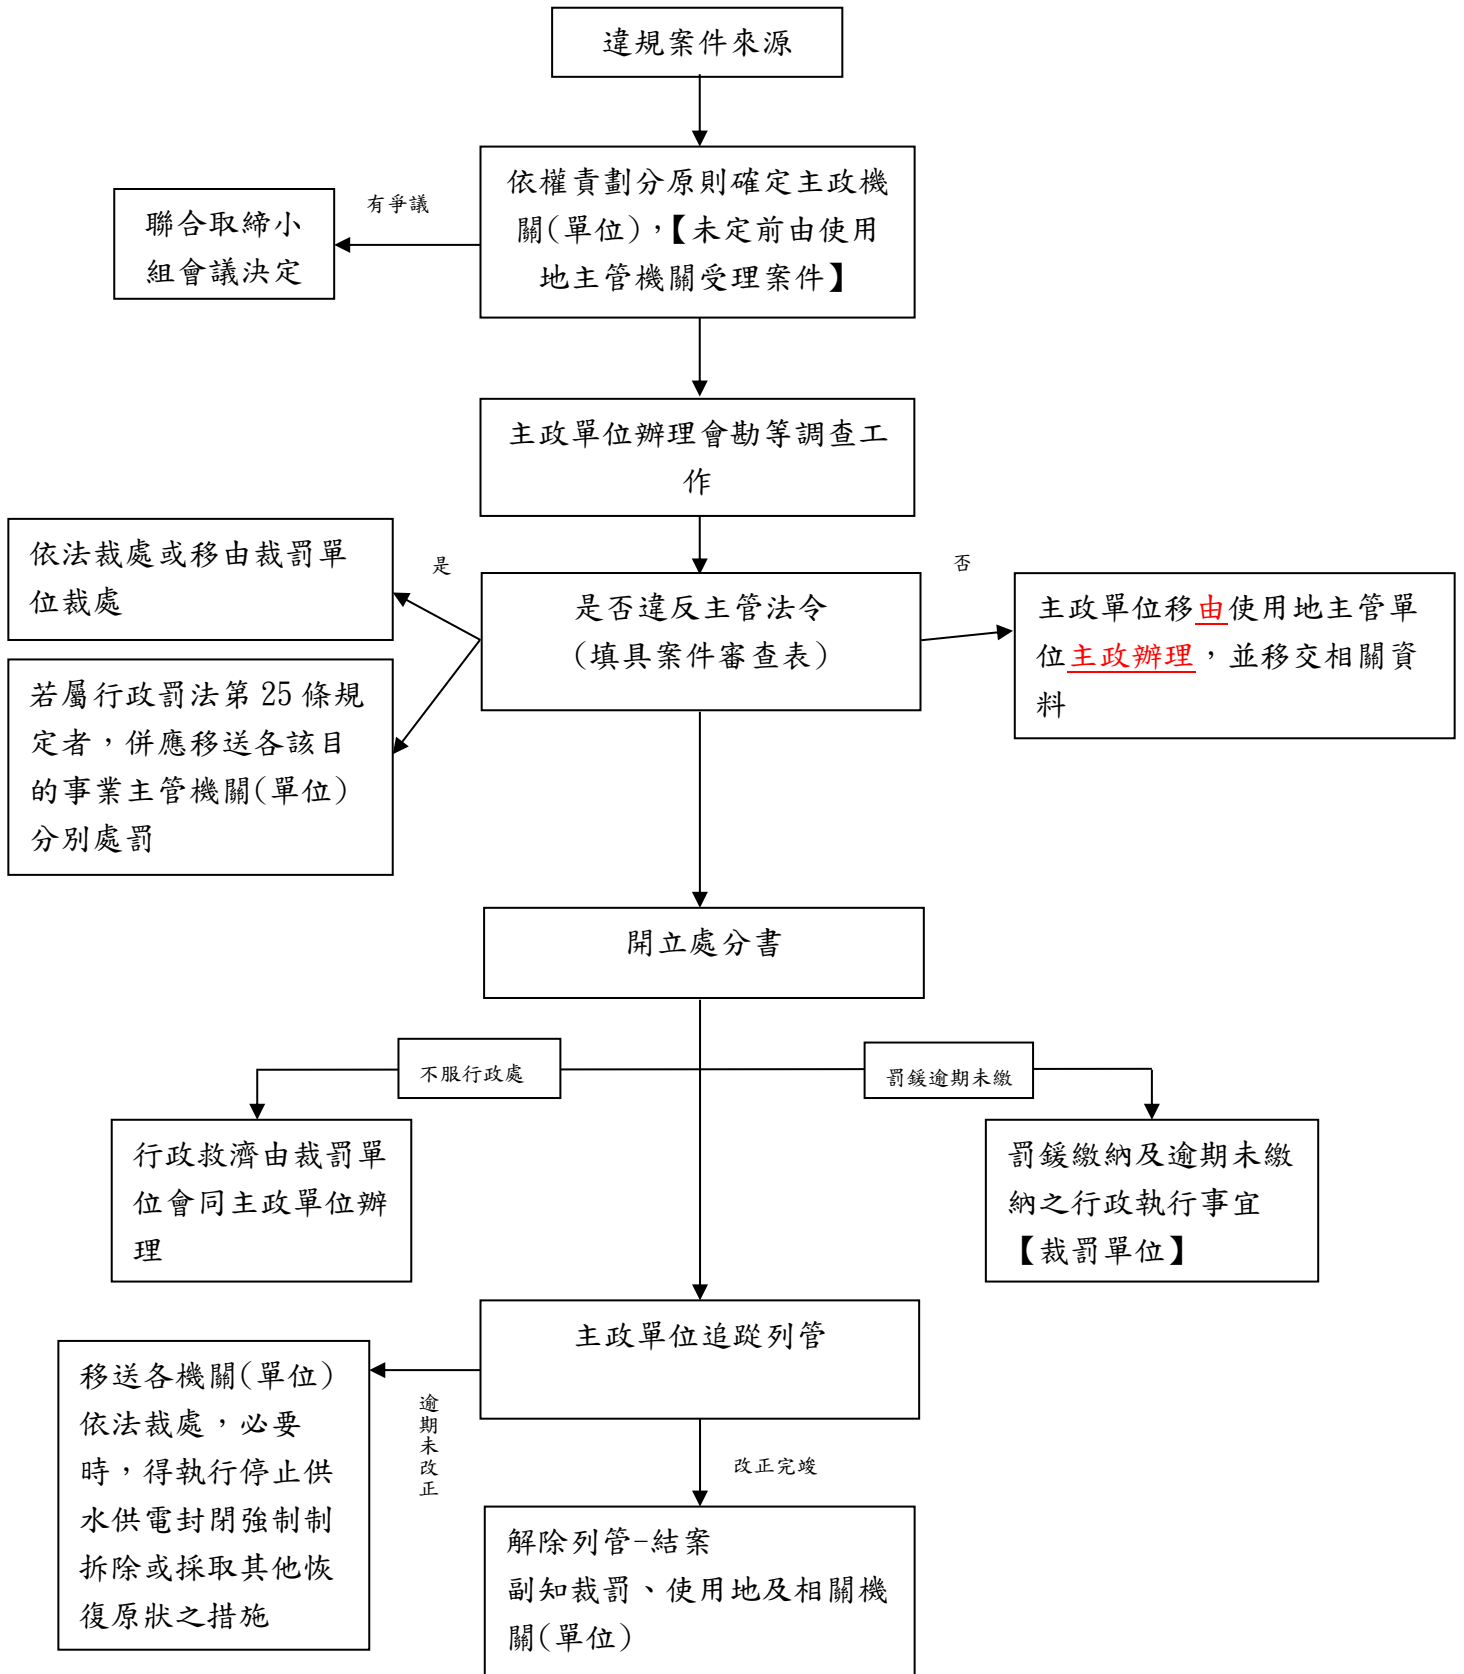 違規案件來源
依權責劃分原則確定主政機
關(單位)，【未定前由使用
地主管機關受理案件】
有爭議
聯合取締小
組會議決定
主政單位辦理會勘等調查工
作
是否違反主管法令
(填具案件審查表)
是
依法裁處或移由裁罰單
位裁處
若屬行政罰法第 25 條規
定者，併應移送各該目
的事業主管機關(單位)
分別處罰
否
主政單位移由使用地主管單
位主政辦理，並移交相關資
料
開立處分書
不服行政處
罰鍰逾期未繳
行政救濟由裁罰單
位會同主政單位辦
理
罰鍰繳納及逾期未繳
納之行政執行事宜
【裁罰單位】
主政單位追蹤列管
逾期未改正
移送各機關(單位)
依法裁處，必要
時，得執行停止供
水供電封閉強制制
拆除或採取其他恢
復原狀之措施
改正完竣
解除列管-結案
副知裁罰、使用地及相關機
關(單位)